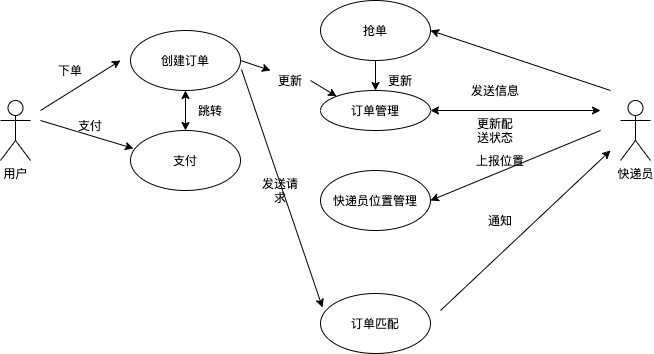 抢单
创建订单
下单
更新
更新
发送信息
跳转
订单管理
支付
更新配
送状态
支付
上报位置
用户
快递员
发送请
求
快递员位置管理
通知
订单匹配